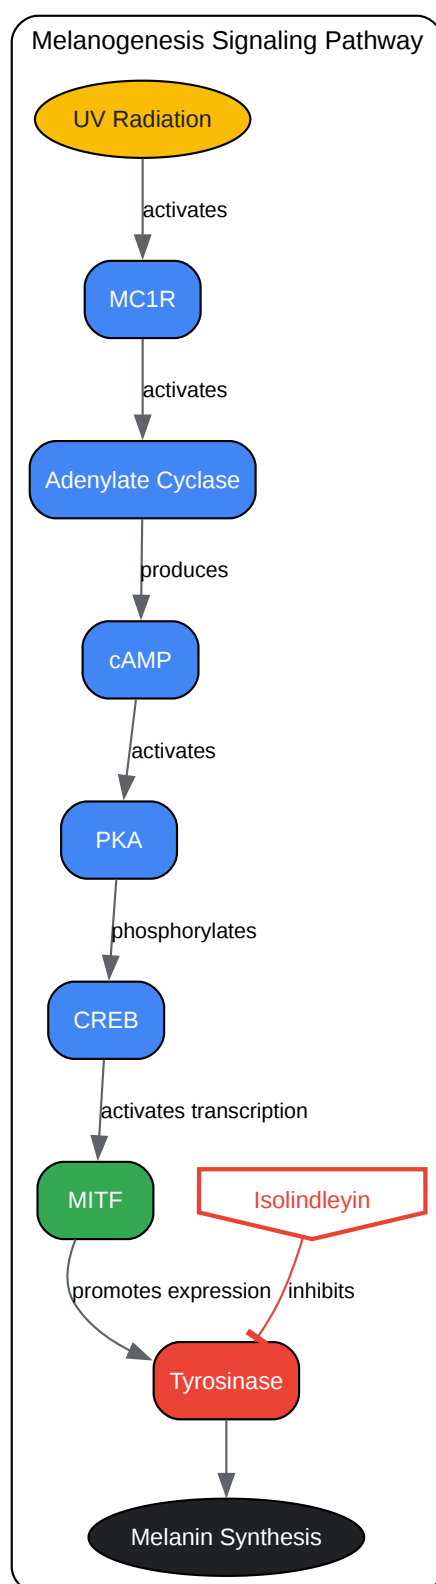 Melanogenesis Signaling Pathway
UV Radiation
activates
MC1R
activates
Adenylate Cyclase
produces
cAMP
activates
PKA
phosphorylates
CREB
activates transcription
MITF
Isolindleyin
promotes expression
inhibits
Tyrosinase
Melanin Synthesis